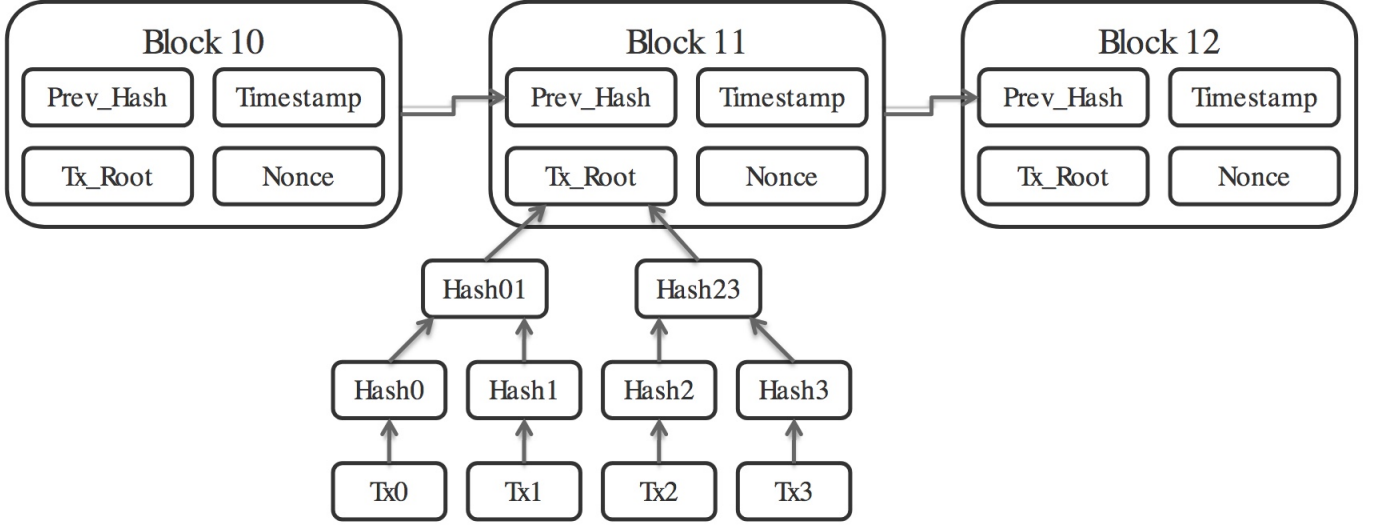 Block 10
Prev_Hash Timestamp
Tx_Root Nonce
Block 11
Prev_Hash Timestamp
Tx_Root Nonce
Block 12
Prev_Hash Timestamp
Tx_Root Nonce
Hash01 Hash23
Hash0 Hash1 Hash2 Hash3
Tx0 Tx1 Tx2 Tx3